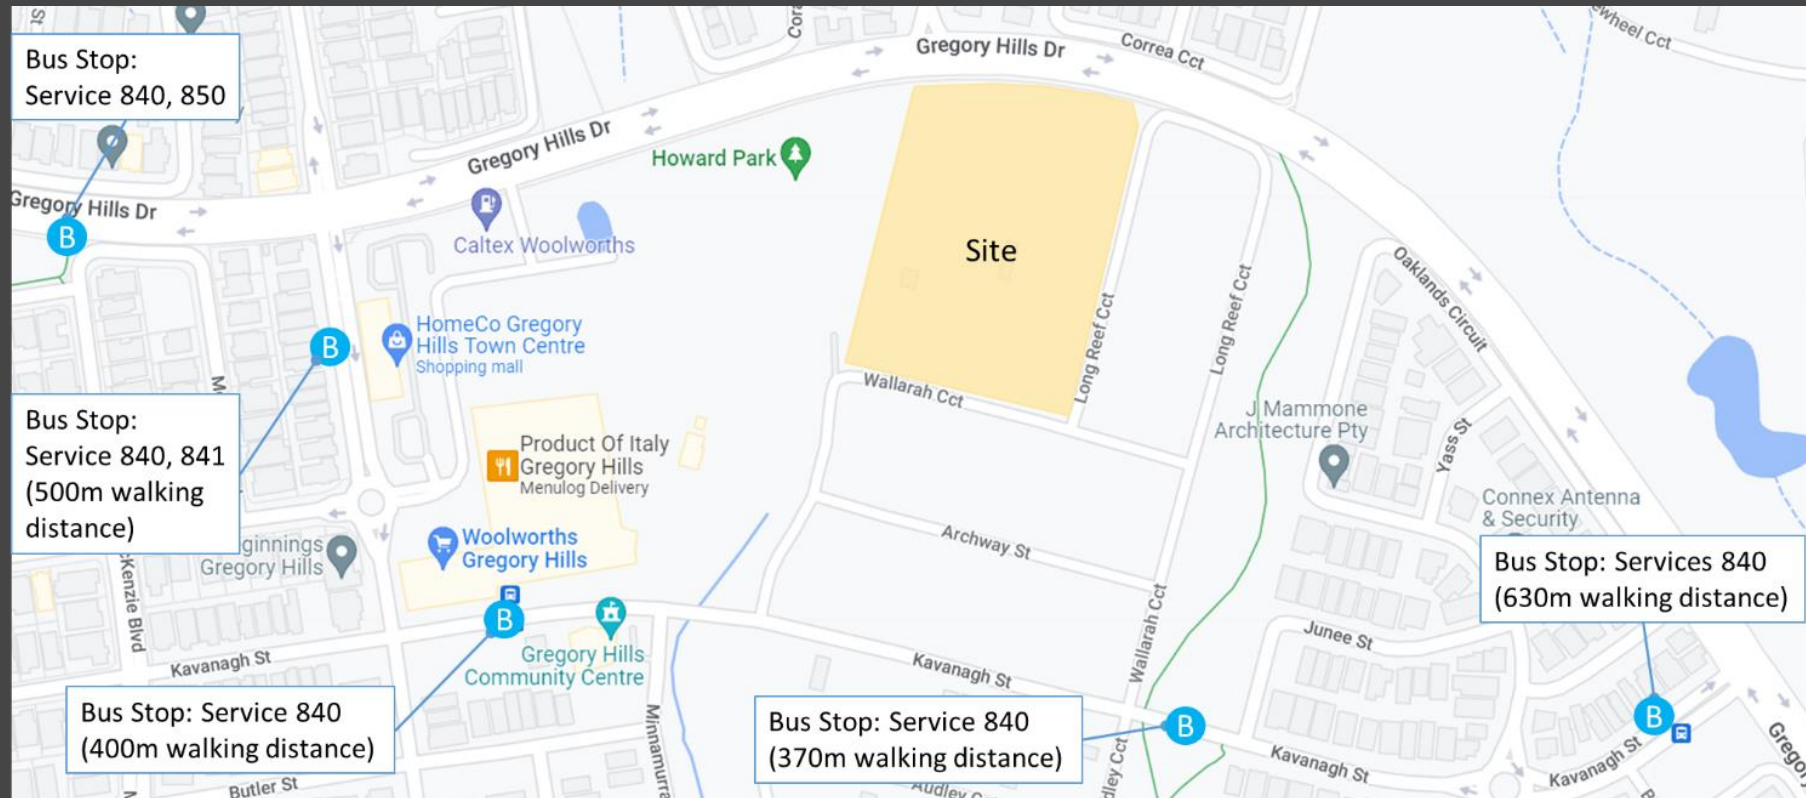 St
Bus Stop:
Service 840, 850
Gregory Hills Dr
Correa Cct
Gregory Hills Dr
Howard Park
Gregory Hills Dr
B
Caltex Woolworths
Site
Oaklands Circuit
Long Reef Cct
Long Reef Cct
HomeCo Gregory
Hills Town Centre
Shopping mall
B
Wallarah Cct
Bus Stop:
Service 840, 841
(500m walking
distance)
J Mammone
Architecture Pty
Yass St
Product Of Italy
Gregory Hills
Menulog Delivery
Connex Antenna
& Security
Woolworths
Gregory Hills
Gregory Hills
Archway St
Bus Stop: Services 840
(630m walking distance)
B
Wallarah Cct
Junee St
Gregory Hills
Community Centre
Kavanagh St
Kavanagh St
Bus Stop: Service 840
(400m walking distance)
Bus Stop: Service 840
(370m walking distance)
B
B
Kavanagh St
Kavanagh St
Butler St